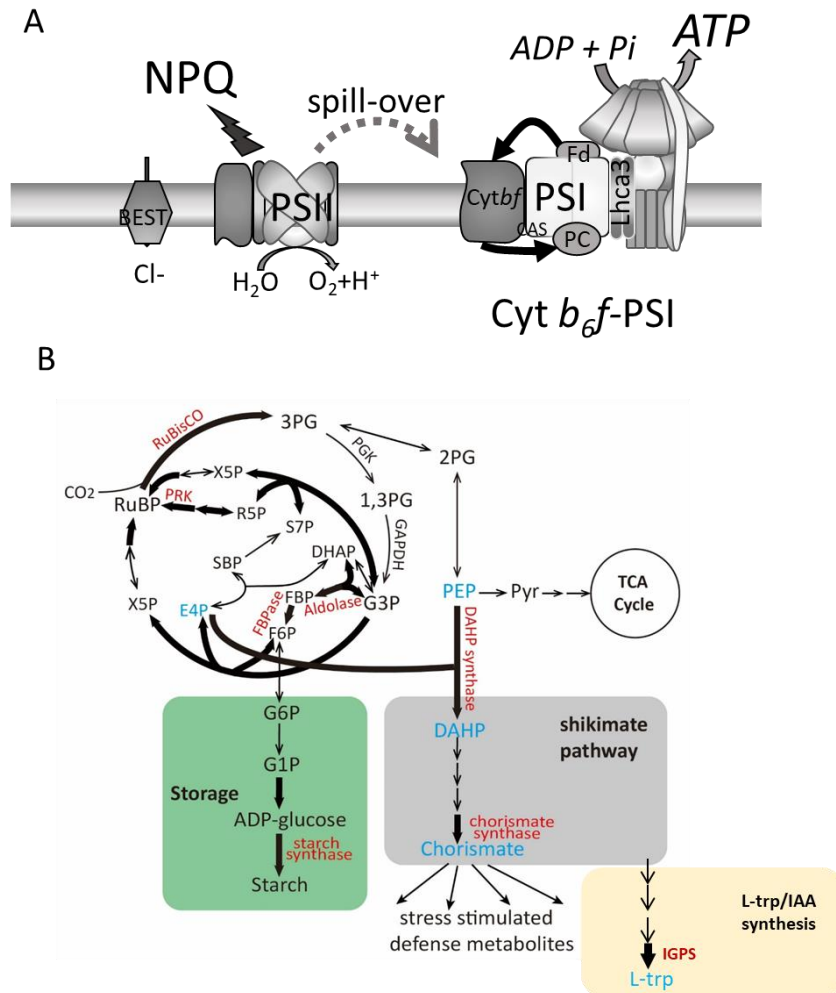 A
NPQ
spill-over
ADP + Pi
ATP
BEST
Cl-
PSII
H₂O
O₂+H⁺
Cytbf
PSI
Fd
CAS
PC
Lhca3
Cyt b₆f-PSI
B
RuBisCO
3PG
PGK
2PG
CO2
RuBP
PRK
X5P
R5P
S7P
1,3PG
GAPDH
SBP
DHAP
X5P
E4P
FBPase
FBP
Aldolase
G3P
F6P
PEP
Pyr
TCA
Cycle
DAHP synthase
G6P
G1P
Storage
ADP-glucose
starch
synthase
Starch
DAHP
shikimate
pathway
chorismate
synthase
Chorismate
stress stimulated
defense metabolites
L-trp/IAA
synthesis
IGPS
L-trp